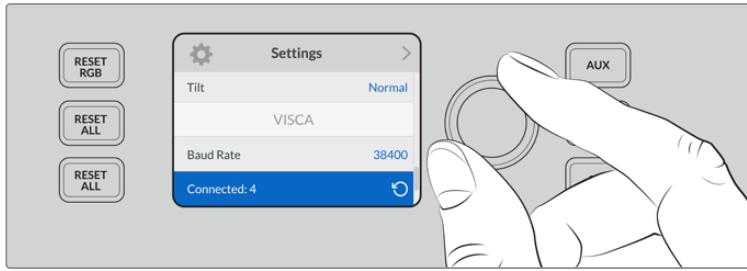 RESET
RGB
RESET
ALL
RESET
ALL
Settings
Tilt Normal
VISCA
Baud Rate 38400
Connected: 4
AUX